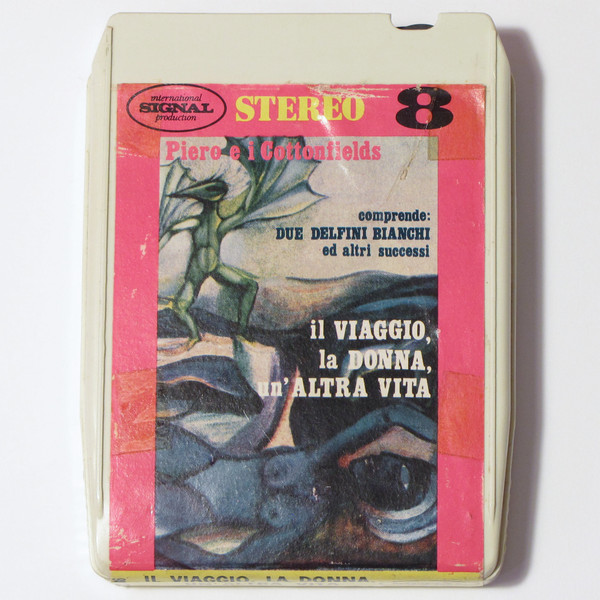 international
SIGNAL
production
STEREO
8
Piero e i Cottonfields
comprende:
DUE DELFINI BIANCHI
ed altri successi
il VIAGGIO,
la DONNA,
un'ALTRA VITA
IL VIAGGIO, LA DONNA